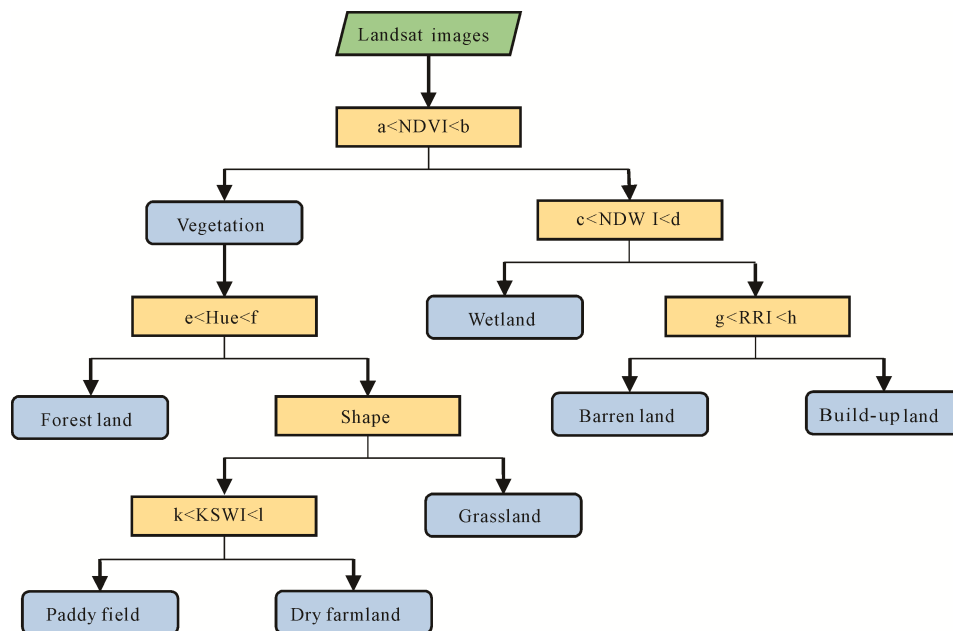 Landsat images
a<NDVI<b
Vegetation
c<NDW I<d
e<Hue<f
Wetland
g<RRI <h
Forest land
Shape
Barren land
Build-up land
k<KSWI<l
Grassland
Paddy field
Dry farmland